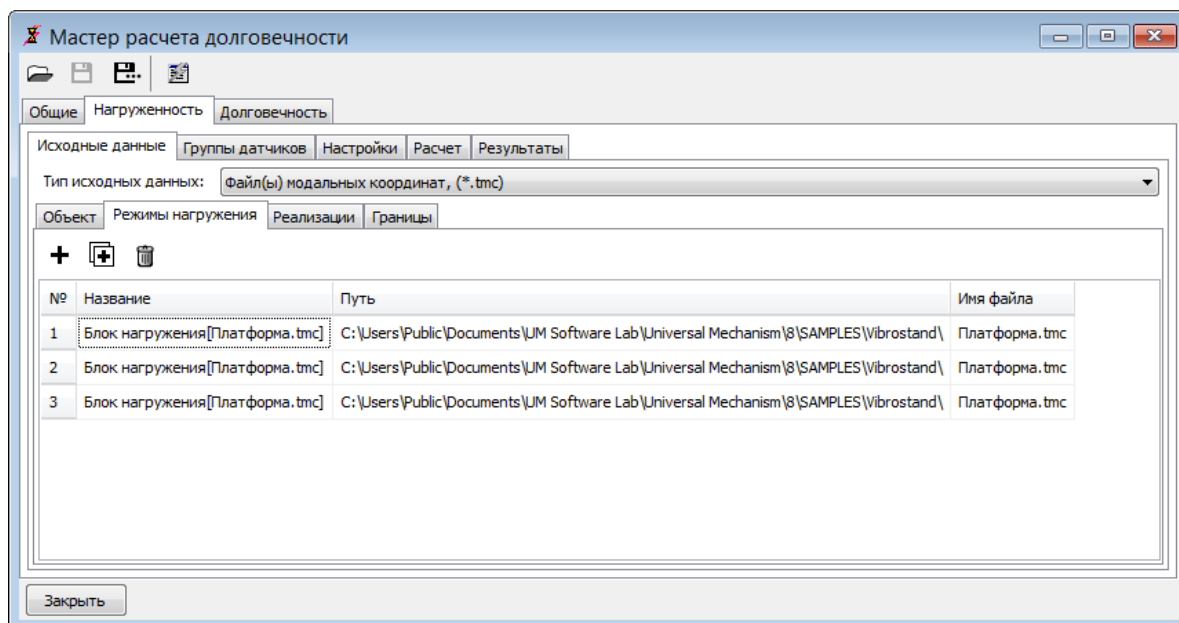 Мастер расчета долговечности
Общие Нагруженность Долговечность
Исходные данные Группы датчиков Настройки Расчет Результаты
Тип исходных данных: Файл(ы) модальных координат, (*.tmc)
Объект Режимы нагружения Реализации Границы
№ Название Путь Имя файла
1 Блок нагружения[Платформа.tmc] C:\Users\Public\Documents\UM Software Lab\Universal Mechanism\8\SAMPLES\Vibrostand\ Платформа.tmc
2 Блок нагружения[Платформа.tmc] C:\Users\Public\Documents\UM Software Lab\Universal Mechanism\8\SAMPLES\Vibrostand\ Платформа.tmc
3 Блок нагружения[Платформа.tmc] C:\Users\Public\Documents\UM Software Lab\Universal Mechanism\8\SAMPLES\Vibrostand\ Платформа.tmc
Закрыть